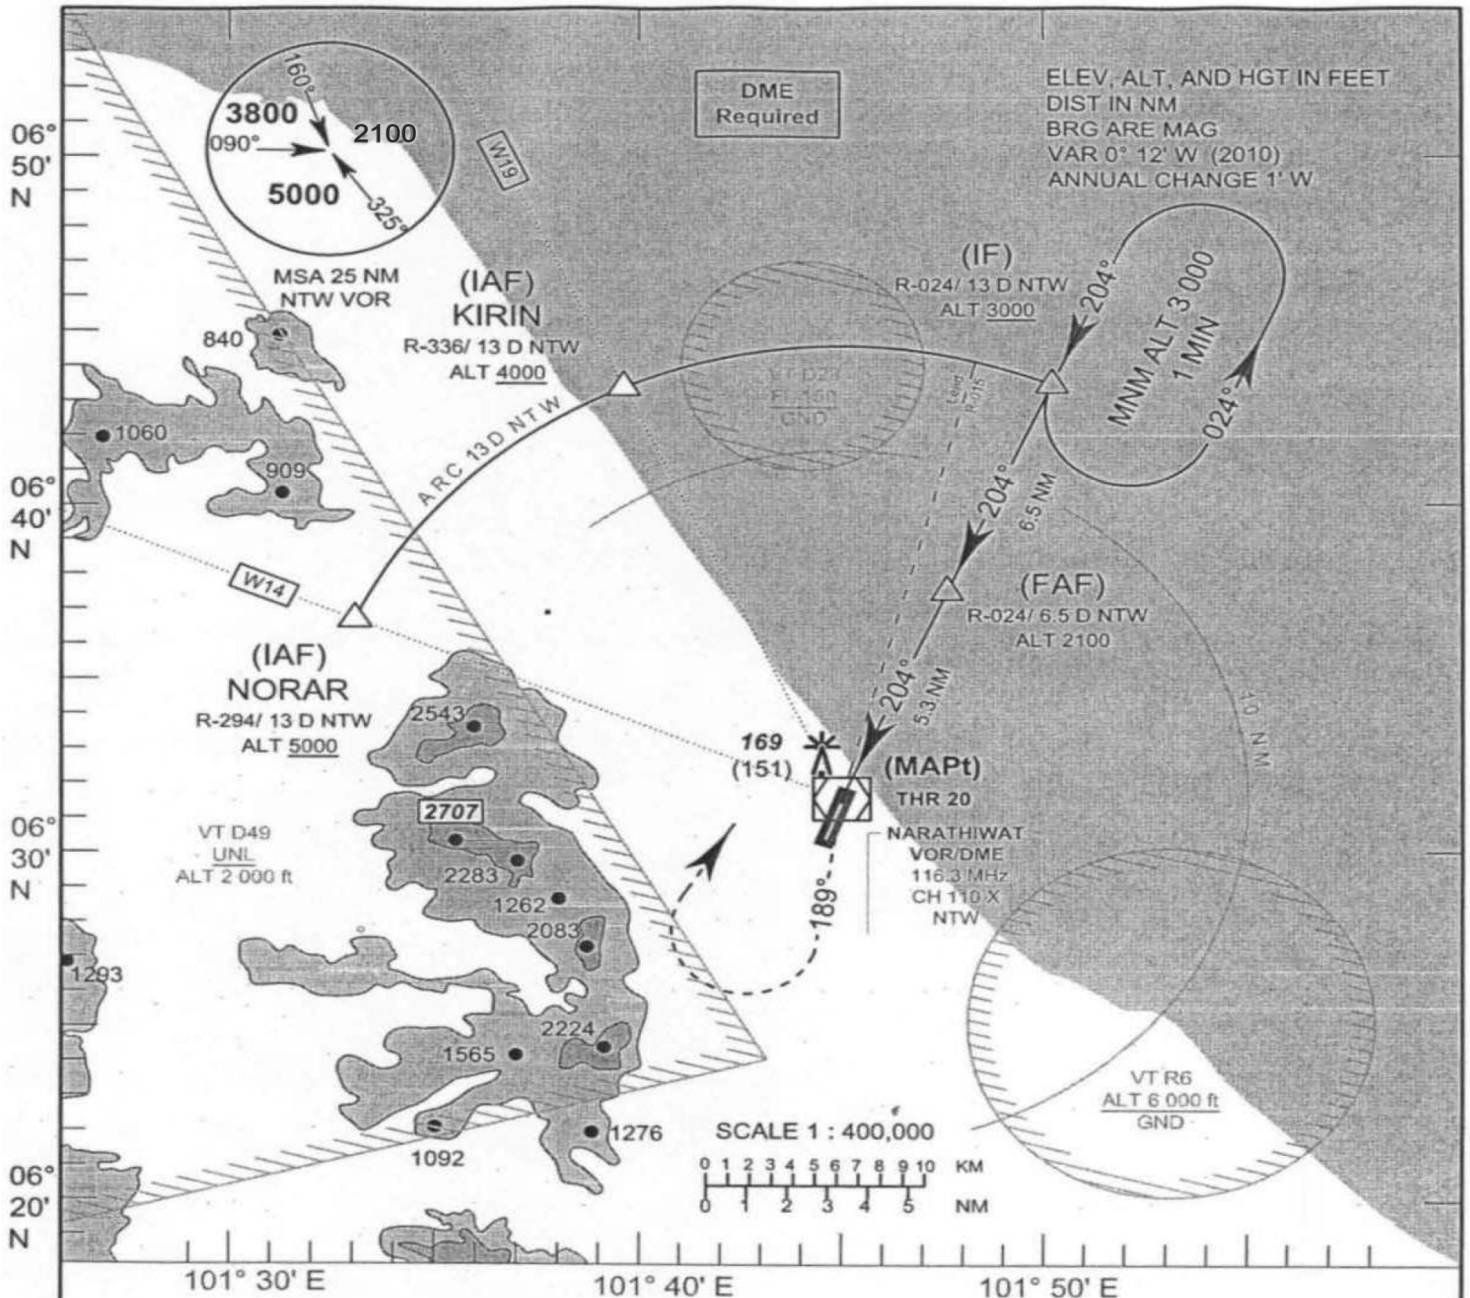 160°
3800
2100
090°
5000
325°
MSA 25 NM
NTW VOR
W19
DME
Required
ELEV, ALT, AND HGT IN FEET
DIST IN NM
BRG ARE MAG
VAR 0° 12' W (2010)
ANNUAL CHANGE 1' W
06°
50'
N
(IAF)
KIRIN
R-336/ 13 D NTW
ALT 4000
(IF)
R-024/ 13 D NTW
ALT 3000
204°
MNM ALT 3 000
1 MIN
024°
840
1060
909
ARC 13 D NTW
GND
Lead
R-015
204°
6.5 NM
06°
40'
N
W14
(IAF)
NORAR
R-294/ 13 D NTW
ALT 5000
(FAF)
R-024/ 6.5 D NTW
ALT 2100
204°
5.3 NM
10 NM
2543
169
(151)
(MAPt)
THR 20
NARATHIWAT
VOR/DME
116.3 MHz
CH 110 X
NTW
2707
06°
30'
N
VT D49
UNL
ALT 2 000 ft
2283
1262
2083
189°
1293
2224
1565
VT R6
ALT 6 000 ft
GND
1276
1092
SCALE 1 : 400,000
0 1 2 3 4 5 6 7 8 9 10 KM
0 1 2 3 4 5 NM
06°
20'
N
101° 30' E
101° 40' E
101° 50' E